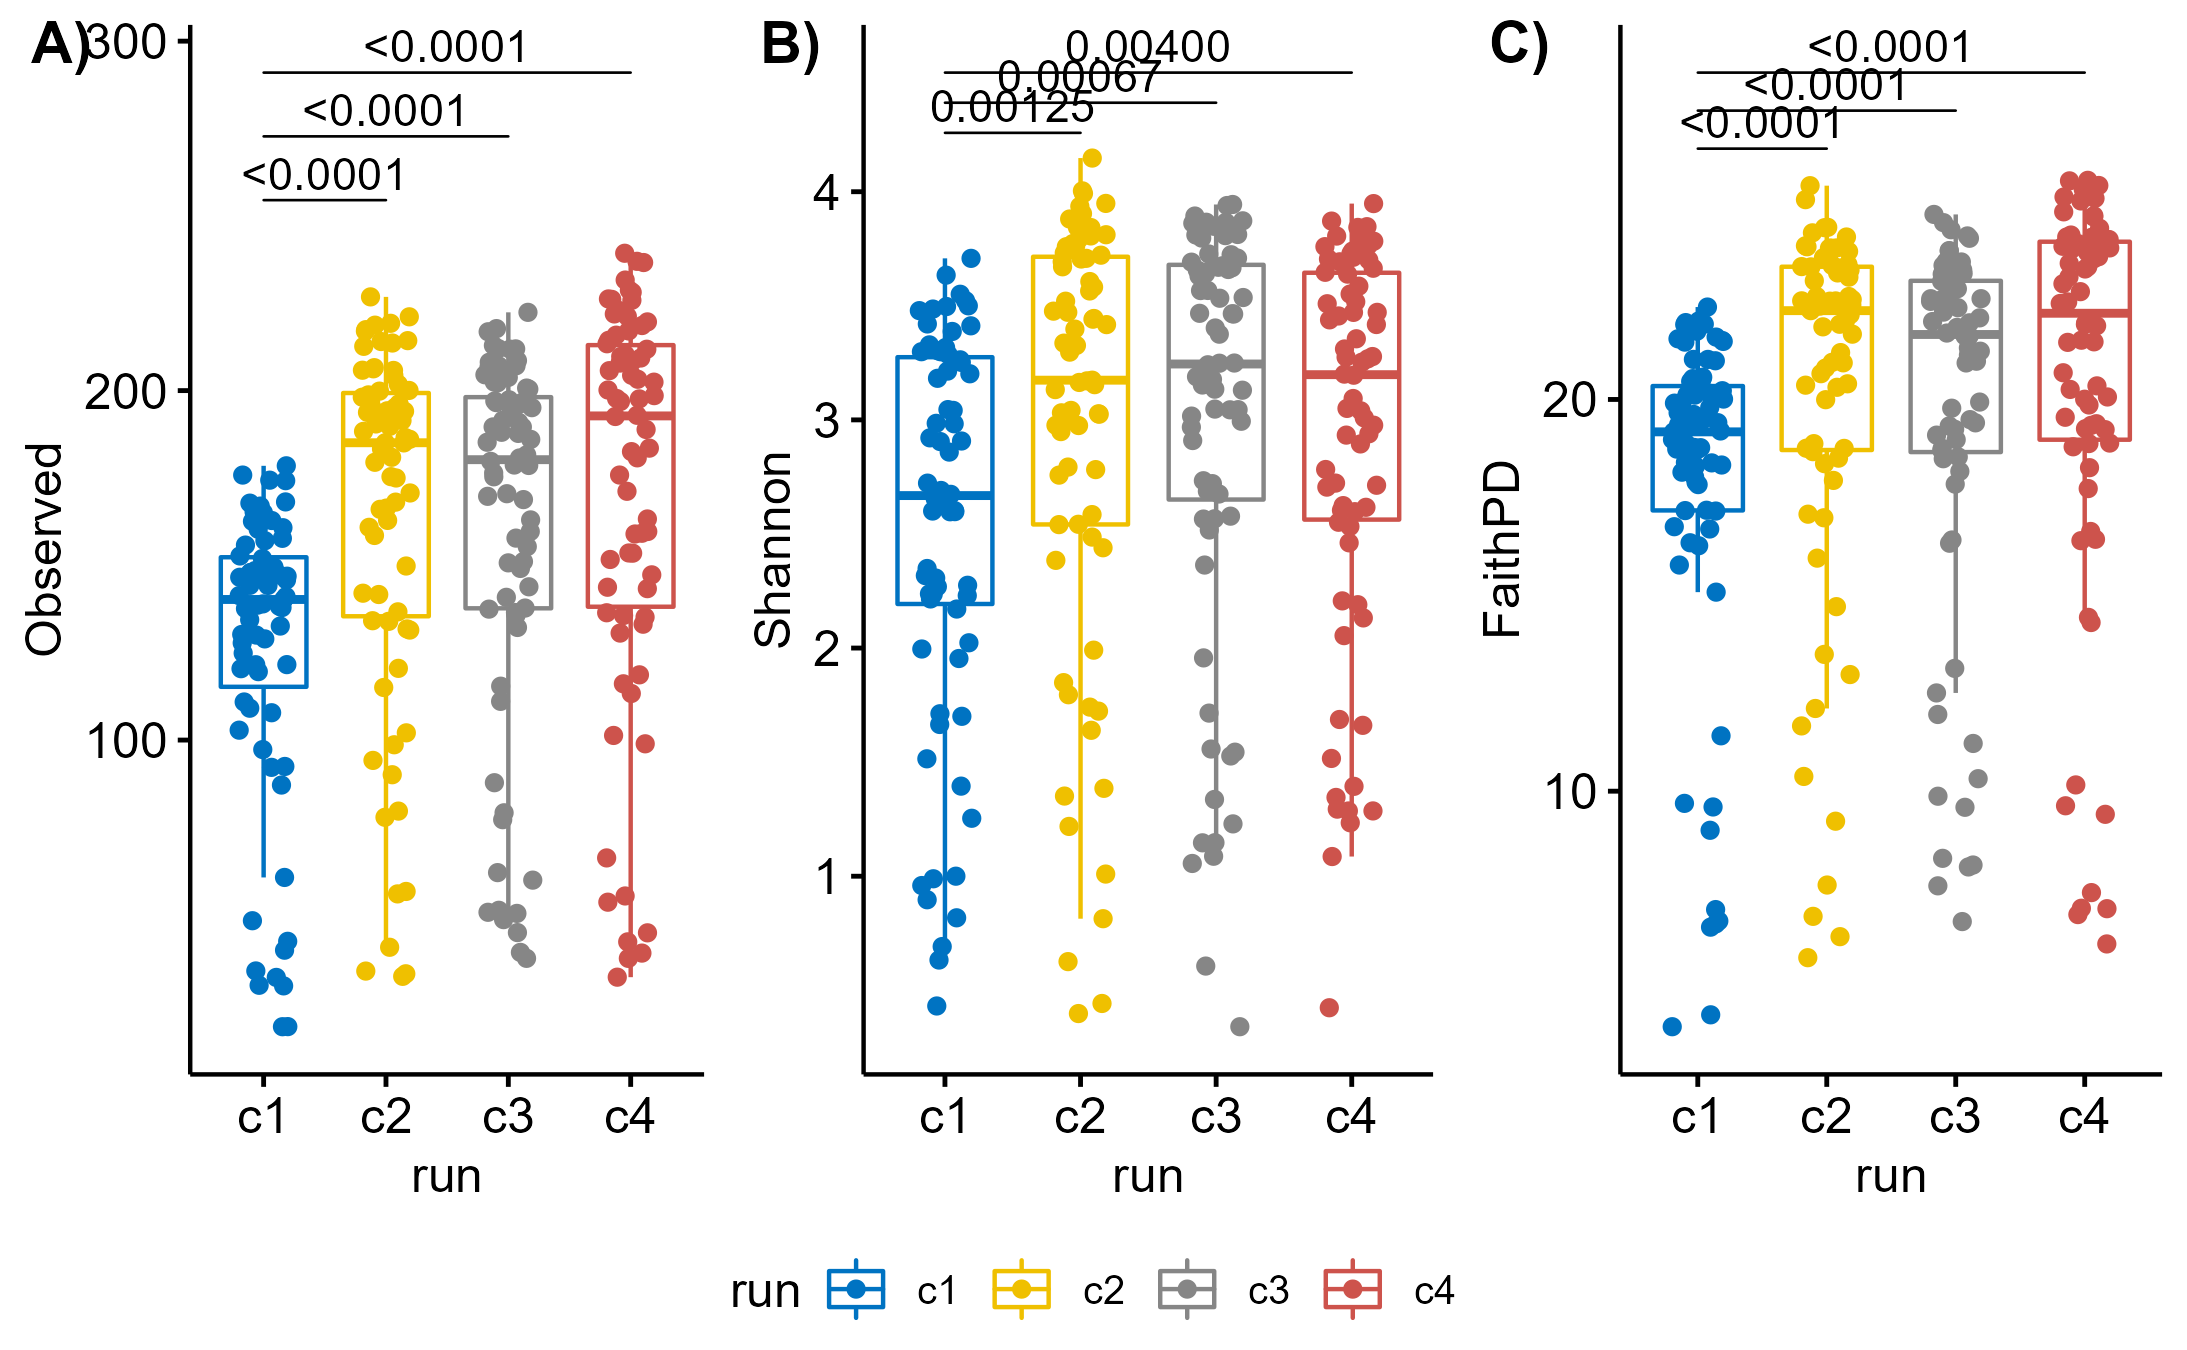 A)
300
200
100
Observed
<0.0001
<0.0001
<0.0001
c1 c2 c3 c4
run
B)
4
3
2
1
Shannon
0.00400
0.00067
0.00125
c1 c2 c3 c4
run
C)
20
10
FaithPD
<0.0001
<0.0001
<0.0001
c1 c2 c3 c4
run
run c1 c2 c3 c4